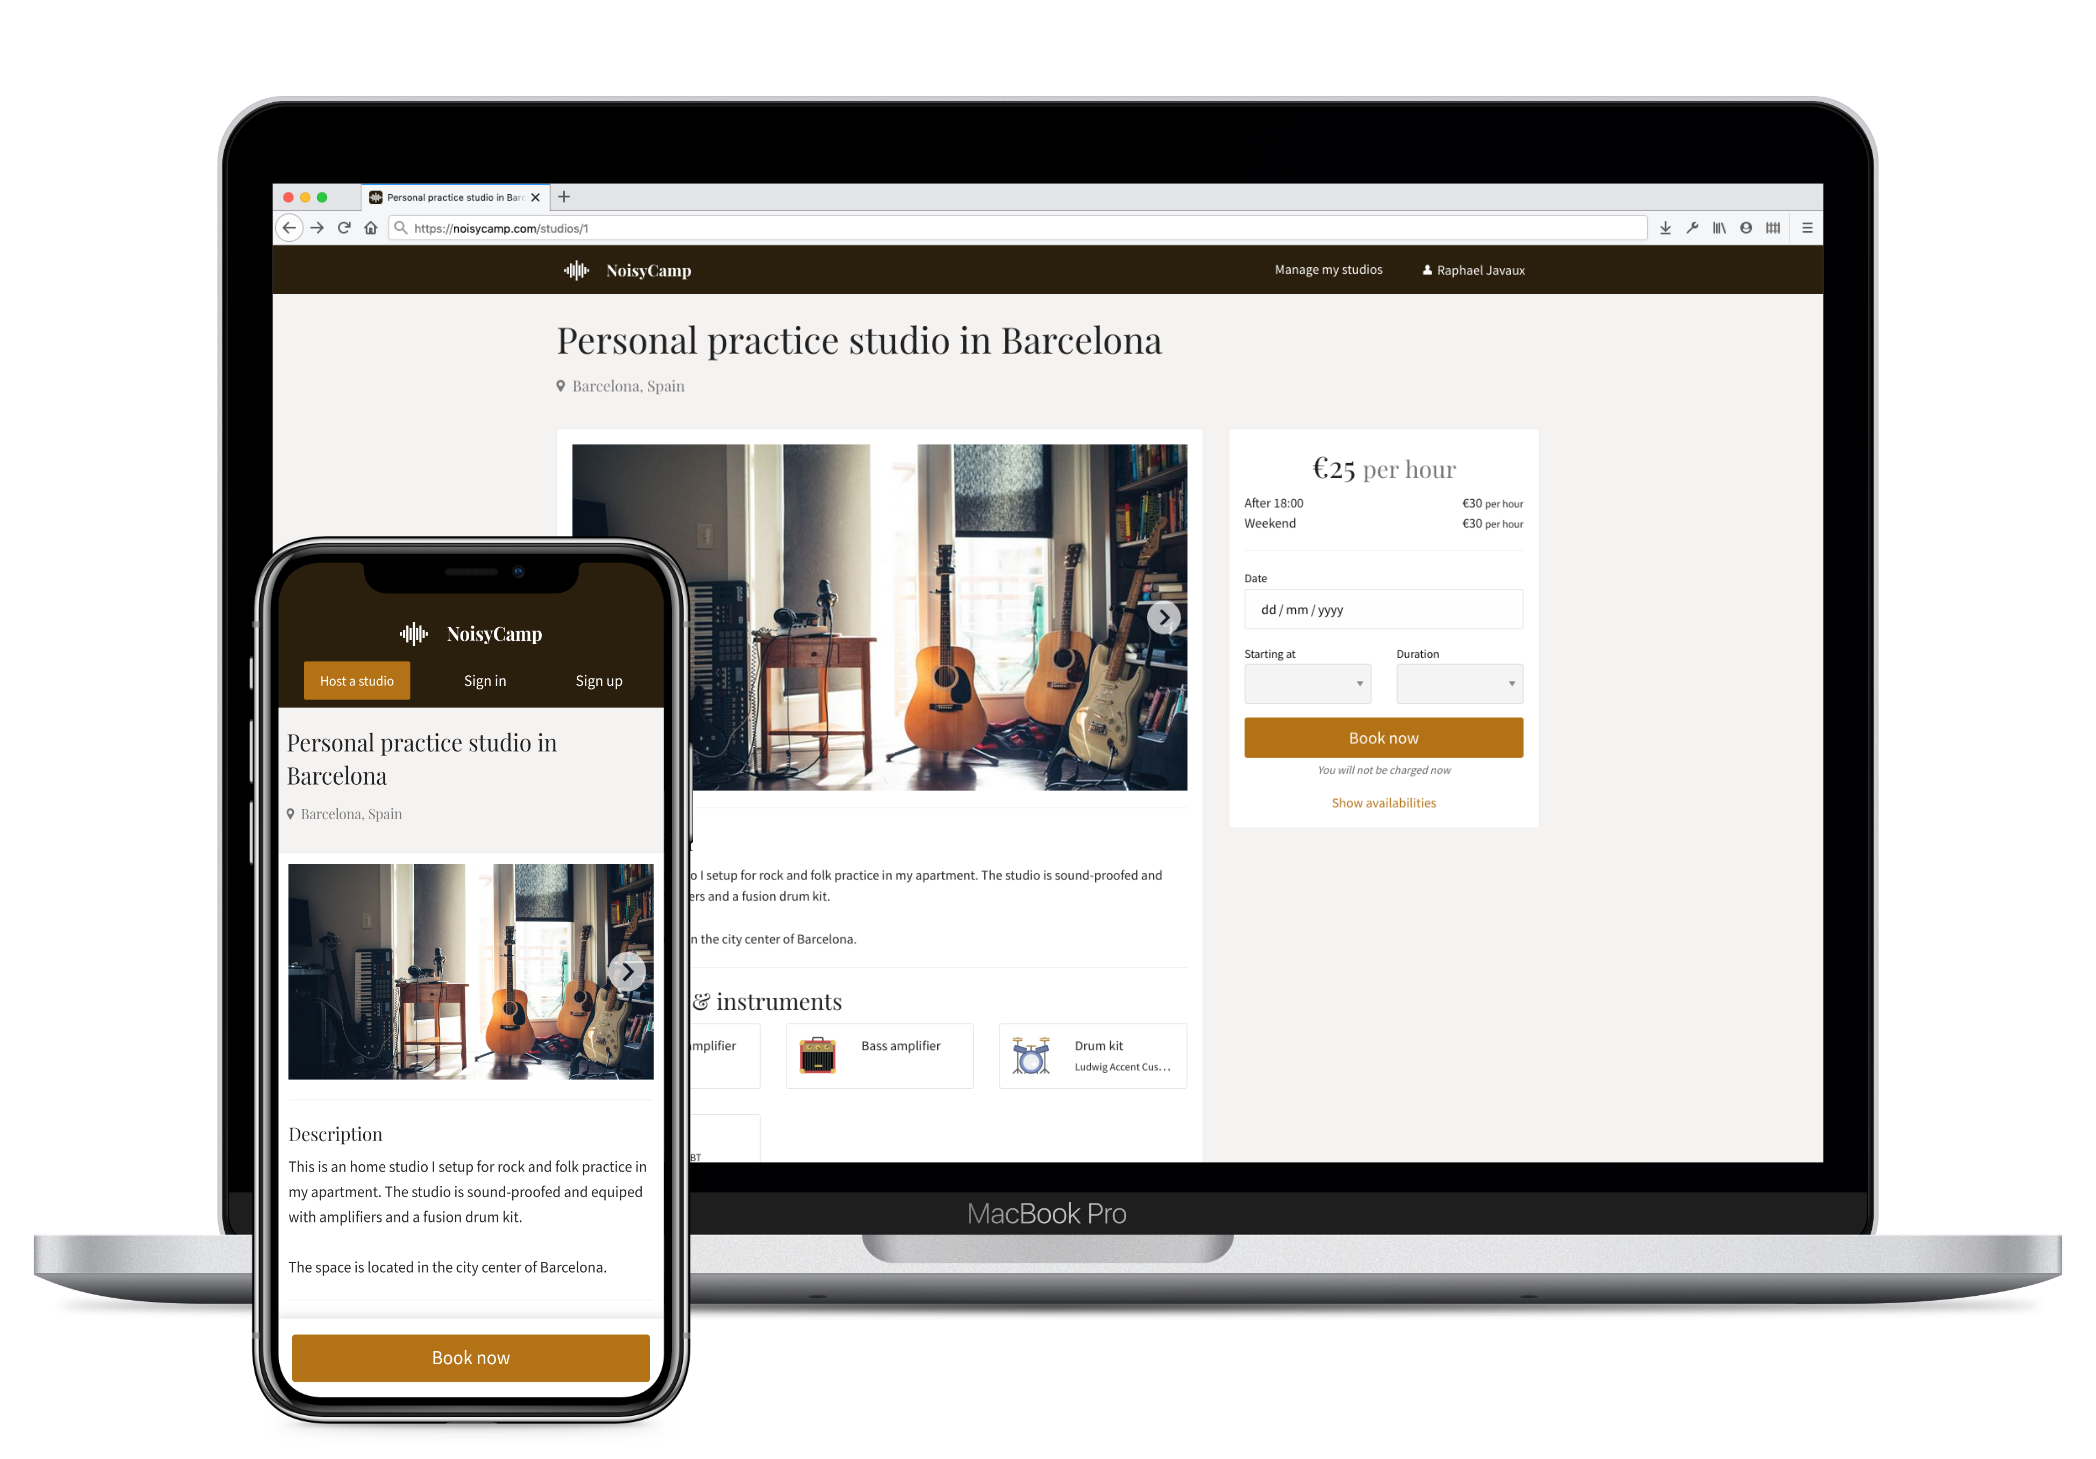 Personal practice studio in Barc
https://noisycamp.com/studios/1
NoisyCamp
Manage my studios
Raphael Javaux
Personal practice studio in Barcelona
Barcelona, Spain
€25 per hour
After 18:00 €30 per hour
Weekend €30 per hour
Date
dd / mm / yyyy
Starting at Duration
Book now
You will not be charged now
Show availabilities
I setup for rock and folk practice in my apartment. The studio is sound-proofed and
and a fusion drum kit.
the city center of Barcelona.
& instruments
Bass amplifier
Drum kit
Ludwig Accent Cus...
MacBook Pro
NoisyCamp
Host a studio
Sign in
Sign up
Personal practice studio in
Barcelona
Barcelona, Spain
Description
This is an home studio I setup for rock and folk practice in
my apartment. The studio is sound-proofed and equiped
with amplifiers and a fusion drum kit.
The space is located in the city center of Barcelona.
Book now